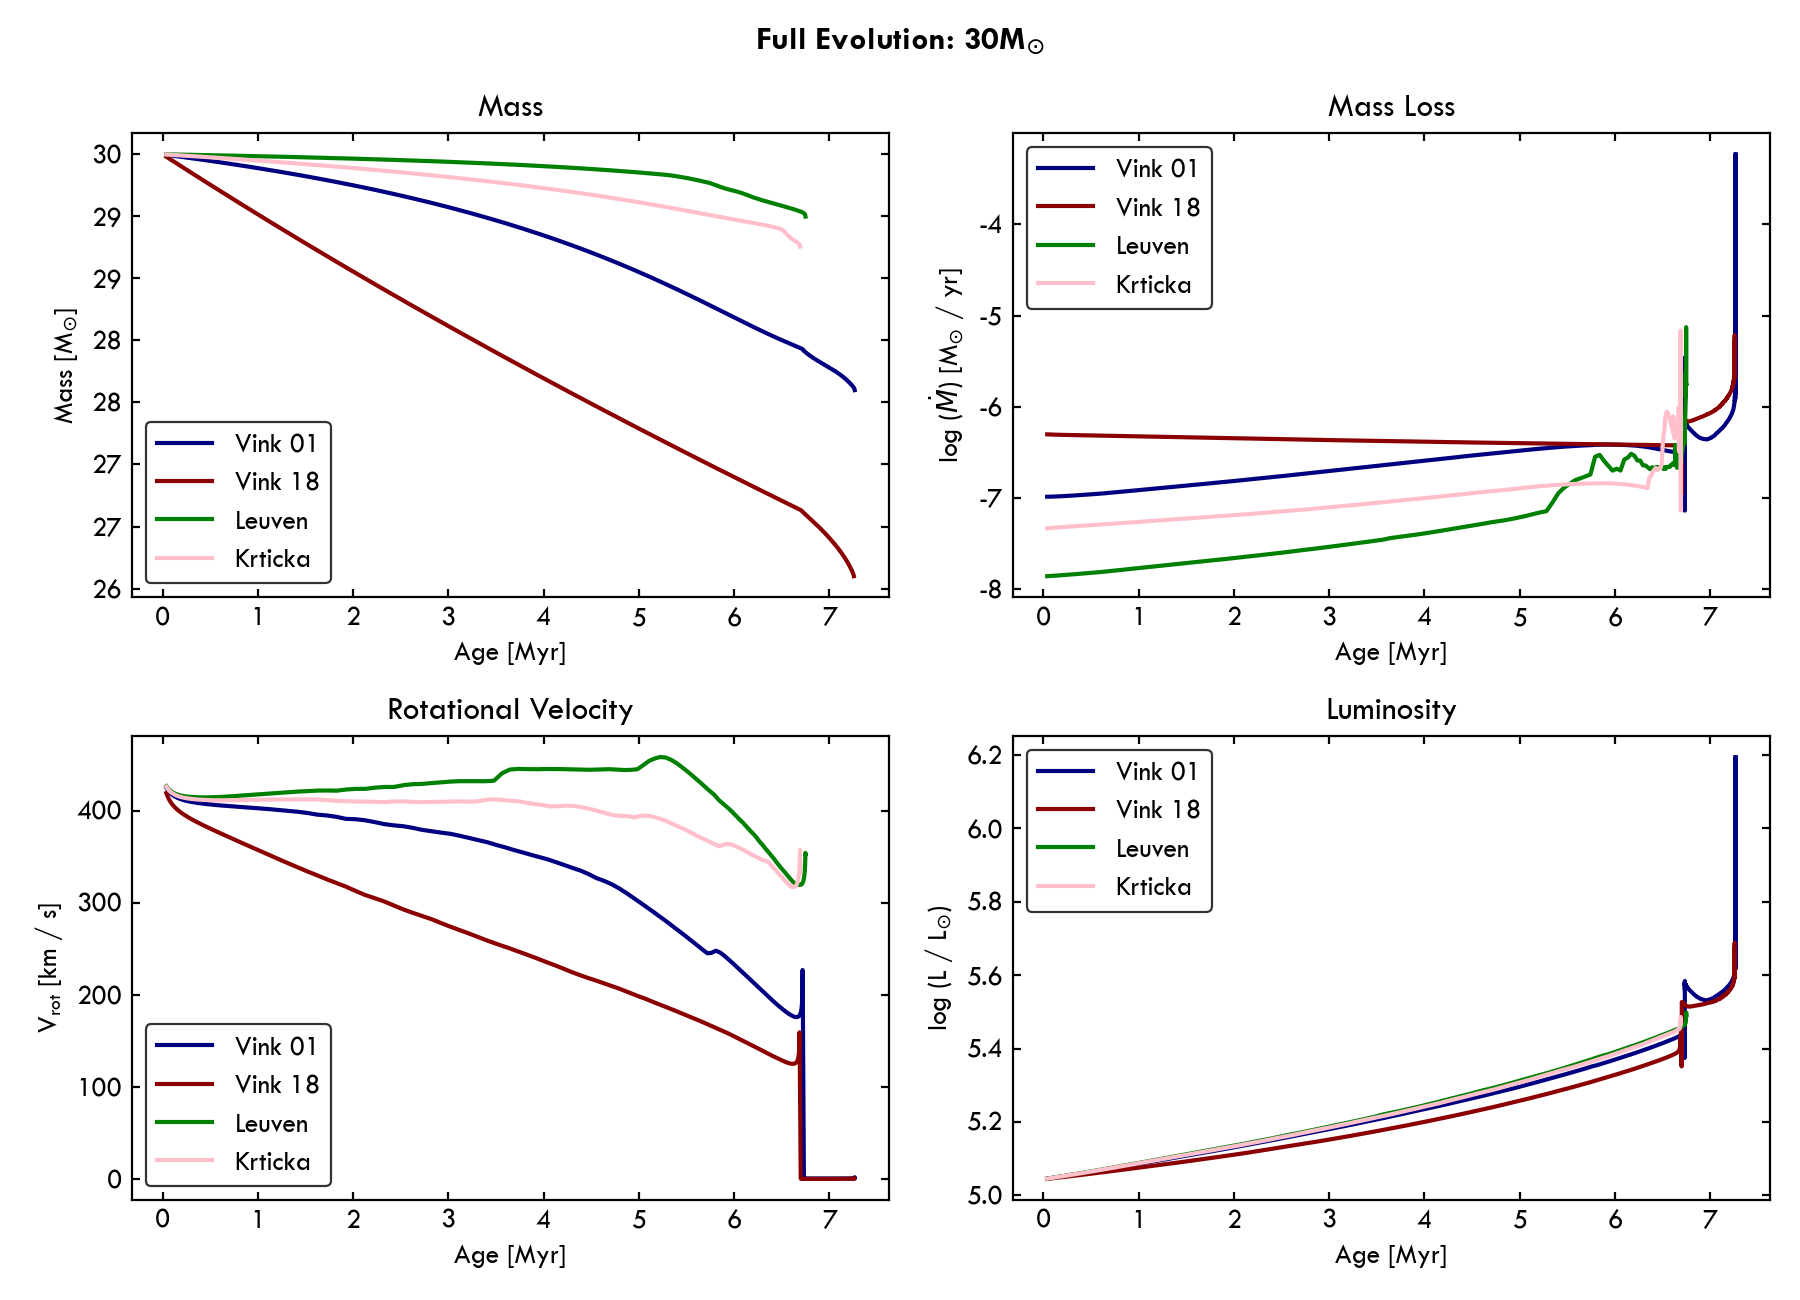 Full Evolution: 30M☉
Mass
30
29
29
28
28
27
27
26
Mass [M☉]
Vink 01
Vink 18
Leuven
Krticka
0 1 2 3 4 5 6 7
Age [Myr]
Mass Loss
-4
-5
-6
-7
-8
log (Ṁ) [M☉ / yr]
Vink 01
Vink 18
Leuven
Krticka
0 1 2 3 4 5 6 7
Age [Myr]
Rotational Velocity
400
300
200
100
0
Vrot [km / s]
Vink 01
Vink 18
Leuven
Krticka
0 1 2 3 4 5 6 7
Age [Myr]
Luminosity
6.2
6.0
5.8
5.6
5.4
5.2
5.0
log (L / L☉)
Vink 01
Vink 18
Leuven
Krticka
0 1 2 3 4 5 6 7
Age [Myr]